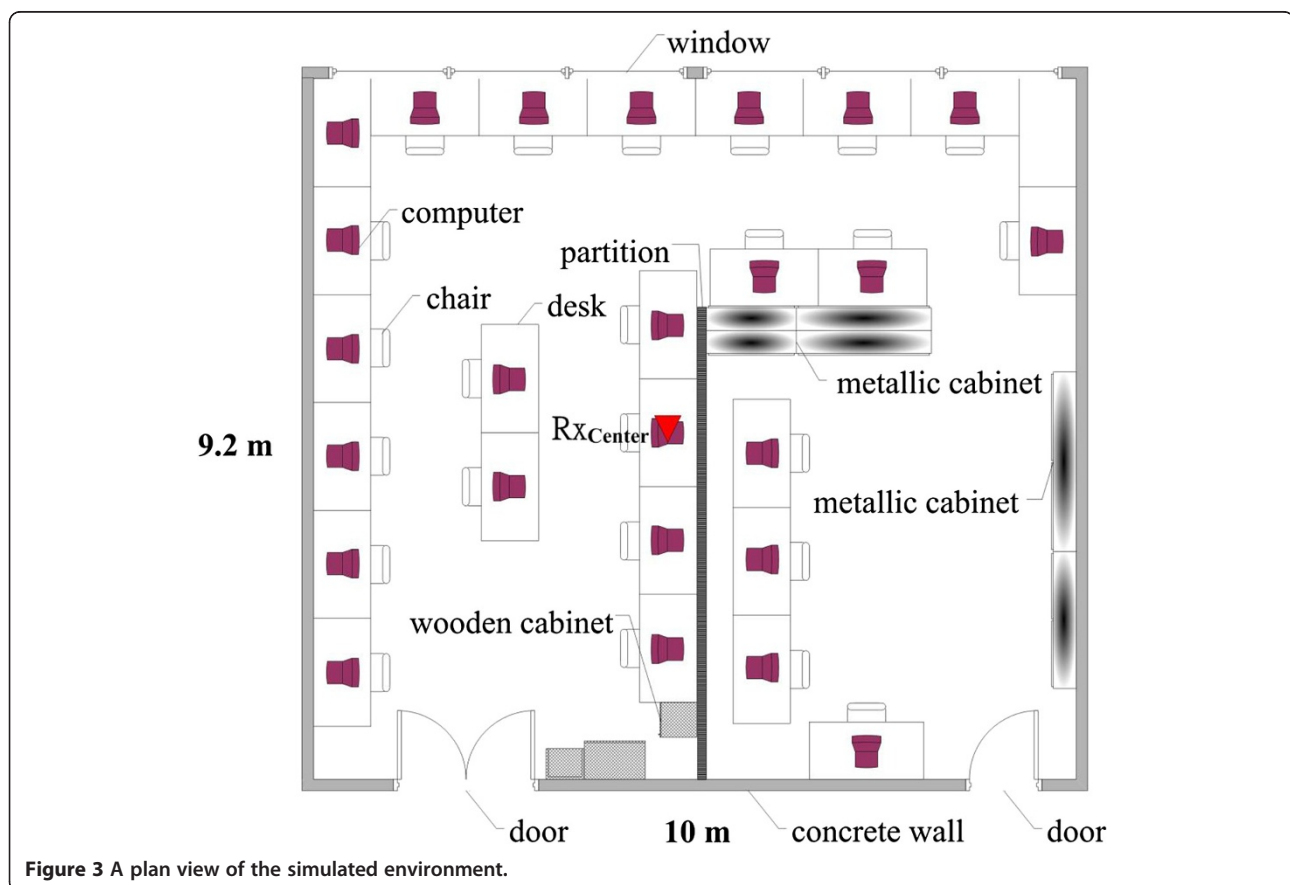 window
computer
partition
chair
desk
metallic cabinet
RxCenter
9.2 m
metallic cabinet
wooden cabinet
door
10 m
concrete wall
door
Figure 3 A plan view of the simulated environment.